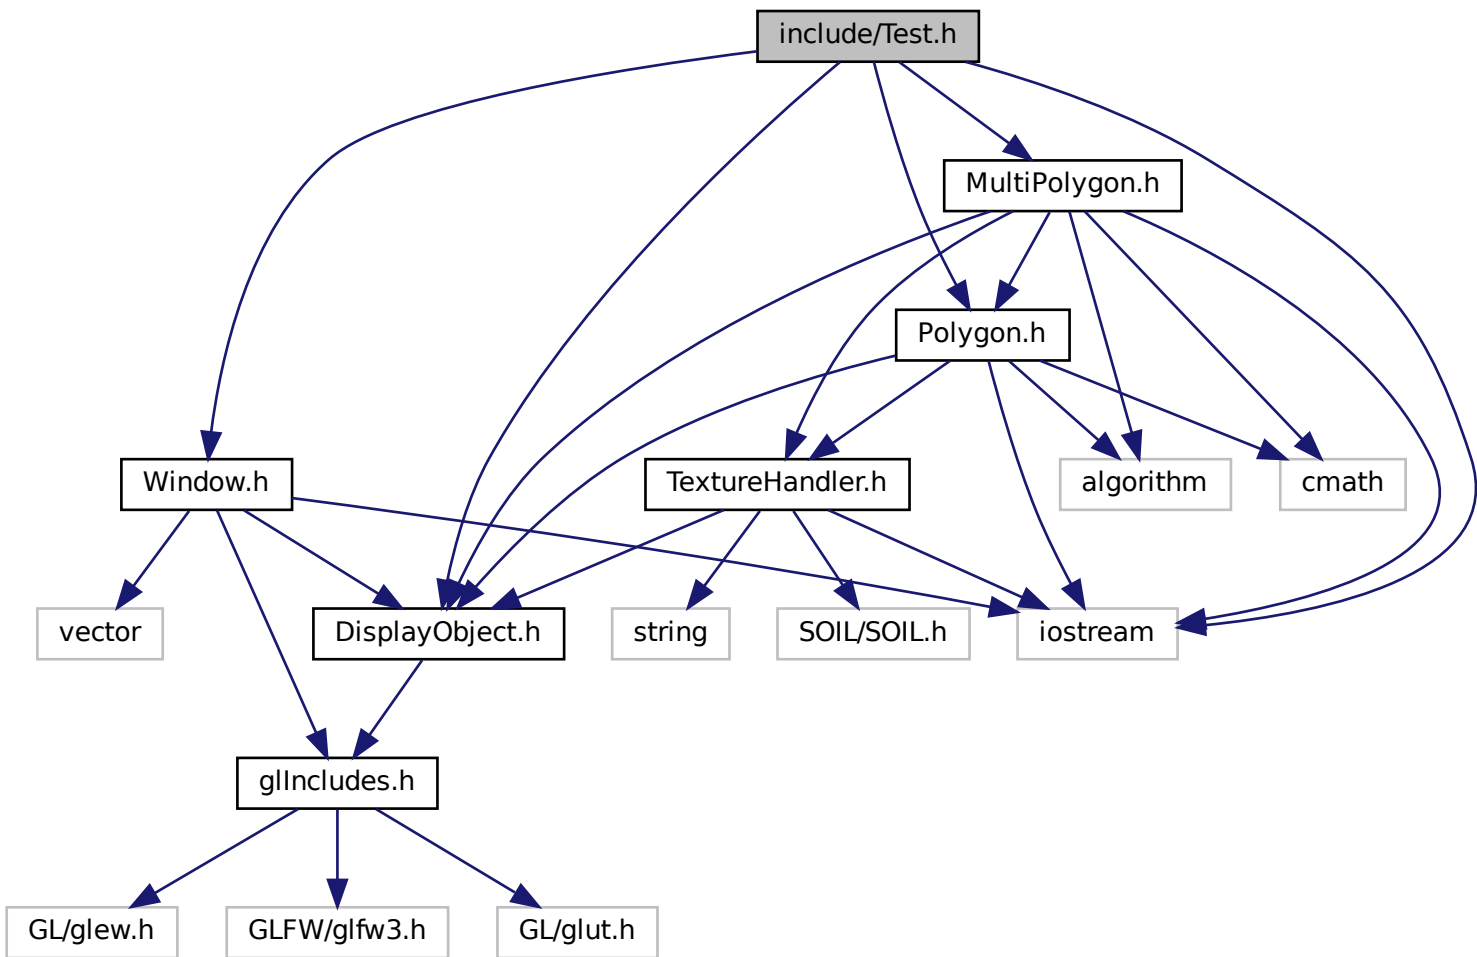 include/Test.h
MultiPolygon.h
Polygon.h
Window.h
TextureHandler.h
algorithm
cmath
vector
DisplayObject.h
string
SOIL/SOIL.h
iostream
glIncludes.h
GL/glew.h
GLFW/glfw3.h
GL/glut.h